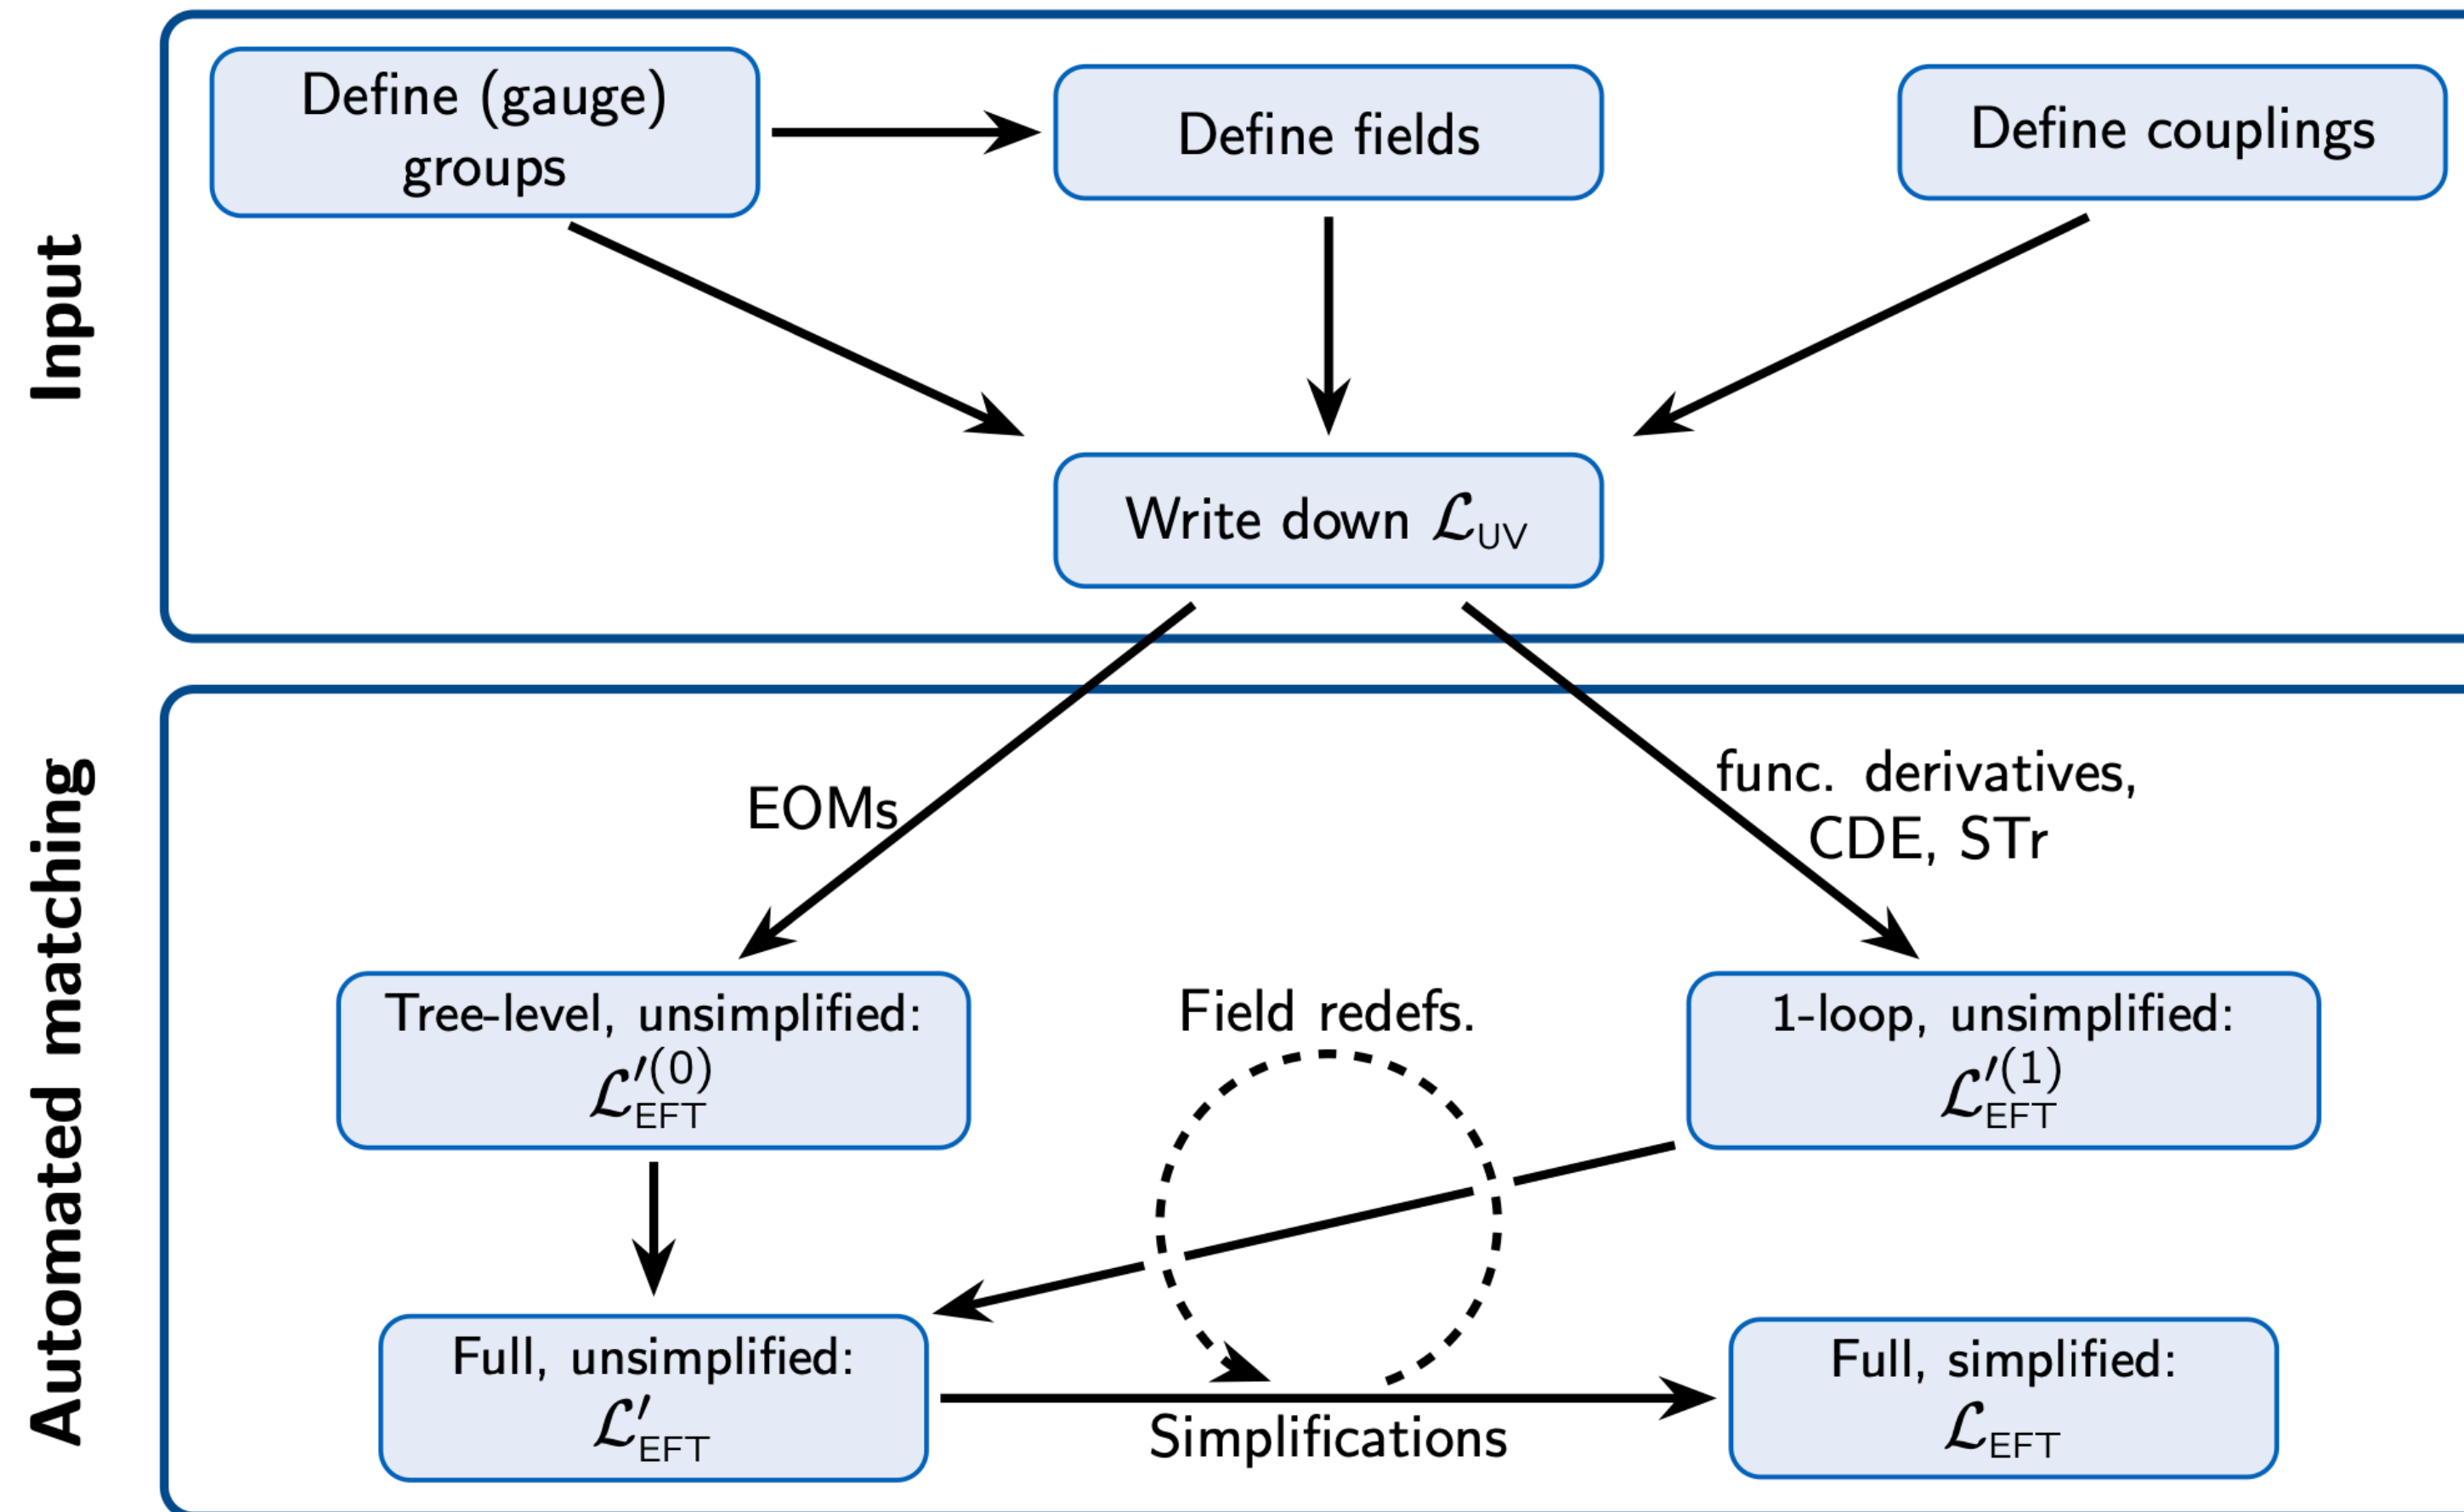 Input
Define (gauge)
groups
Define fields
Define couplings
Write down ℒ_UV
Automated matching
EOMs
func. derivatives,
CDE, STr
Tree-level, unsimplified:
ℒ′(0)_EFT
Field redefs.
1-loop, unsimplified:
ℒ′(1)_EFT
Full, unsimplified:
ℒ′_EFT
Simplifications
Full, simplified:
ℒ_EFT